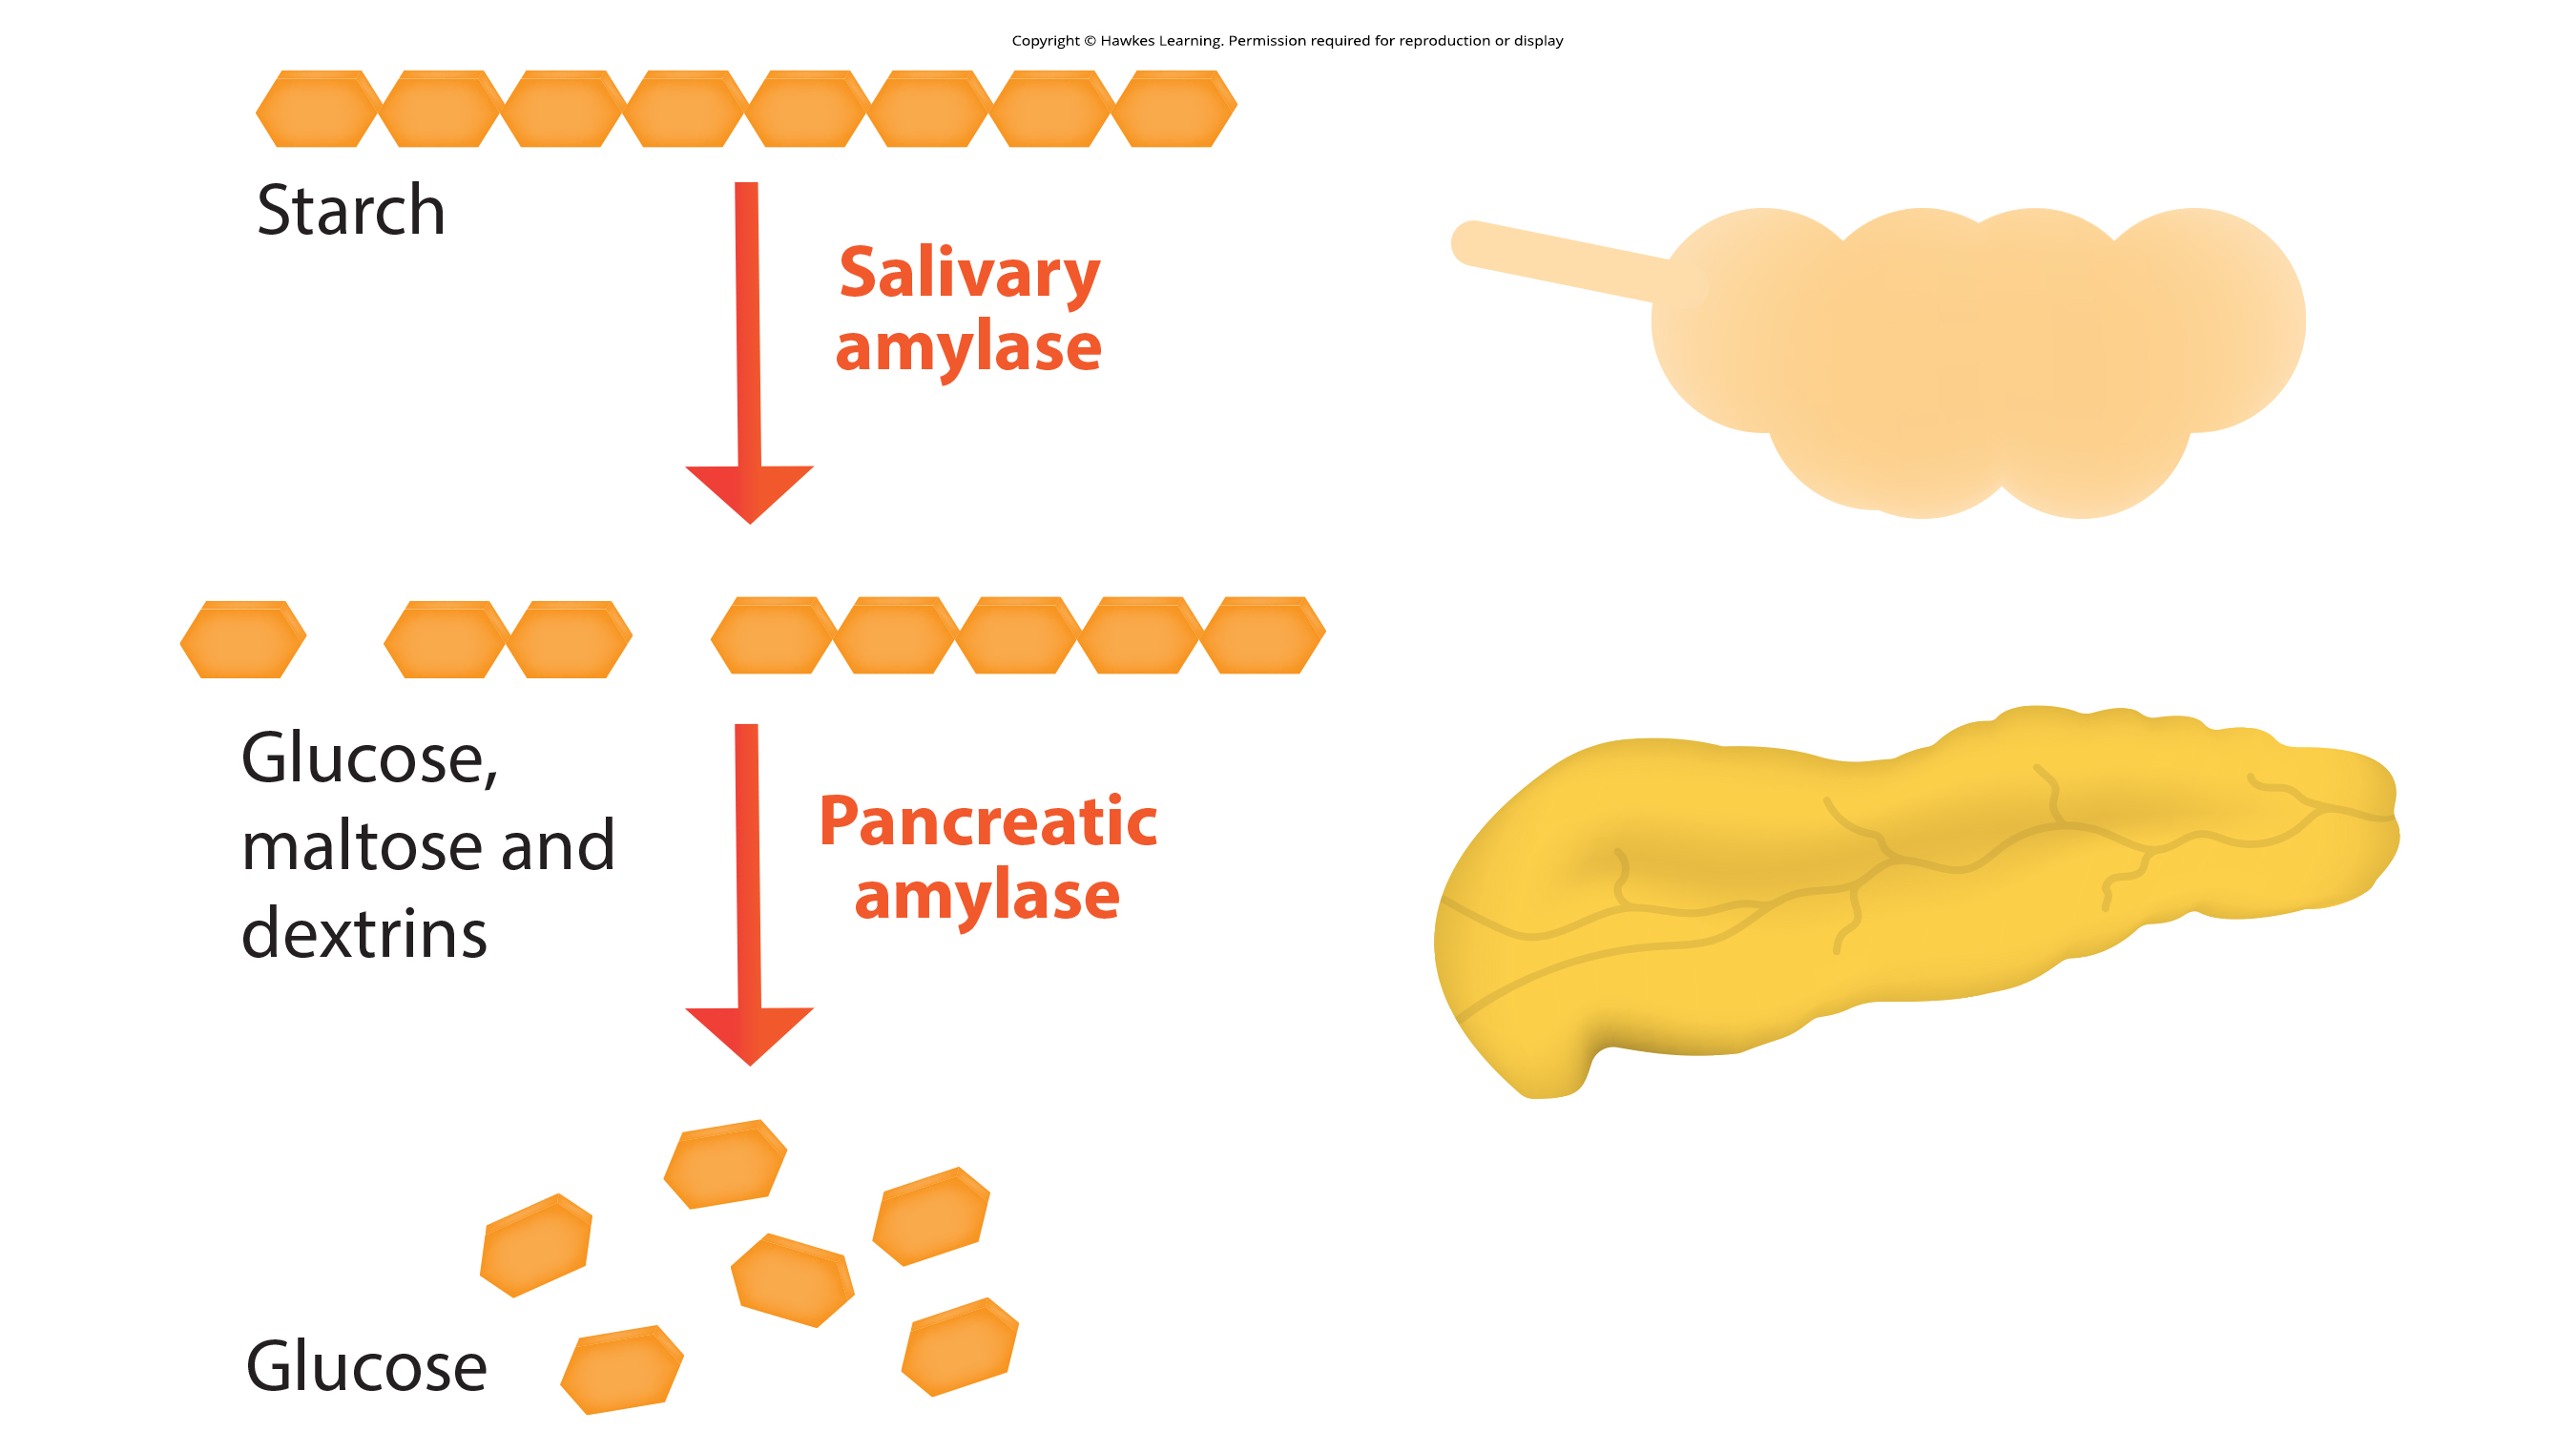 Copyright © Hawkes Learning. Permission required for reproduction or display
Starch
Salivary
amylase
Glucose,
maltose and
dextrins
Pancreatic
amylase
Glucose